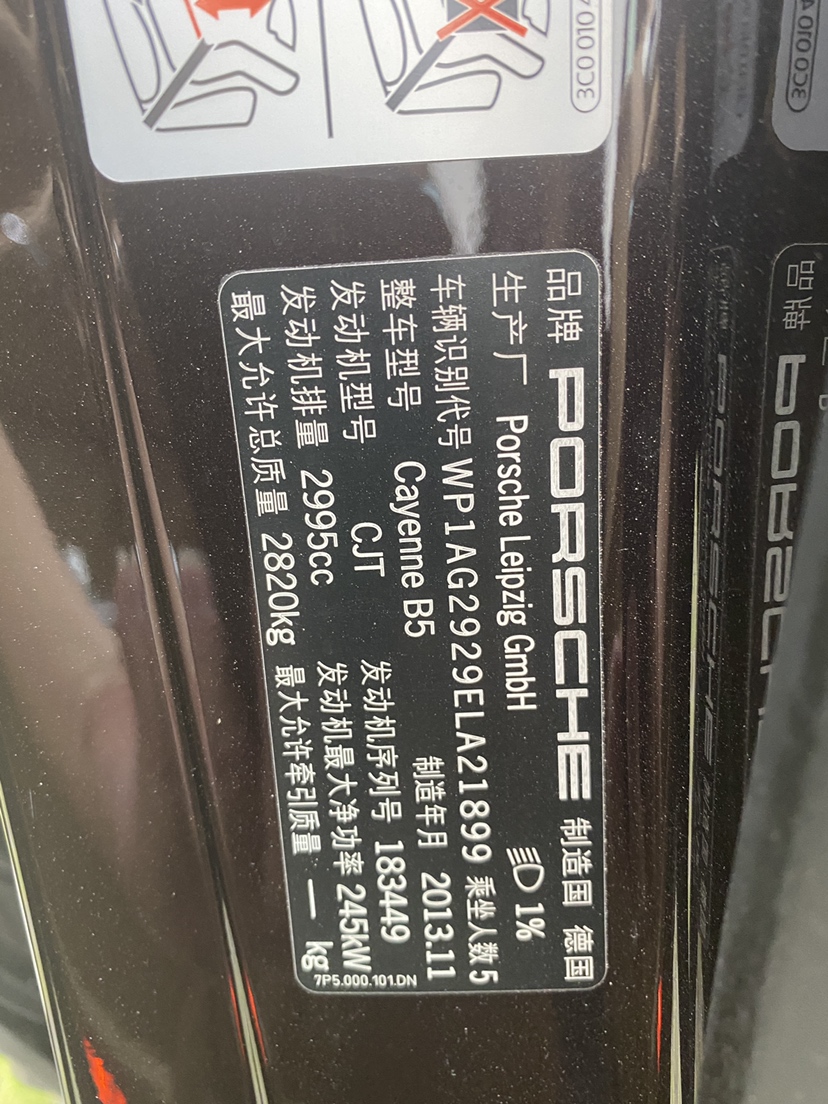 3C0 010 0
品牌 PORSCHE 制造国 德国
生产厂 Porsche Leipzig GmbH 1%
车辆识别代号 WP1AG2929ELA21899 乘坐人数 5
整车型号 Cayenne B5 制造年月 2013.11
发动机型号 CJT 发动机序列号 183449
发动机排量 2995cc 发动机最大净功率 245kW
最大允许总质量 2820kg 最大允许牵引质量 — kg
7P5.000.101.DN